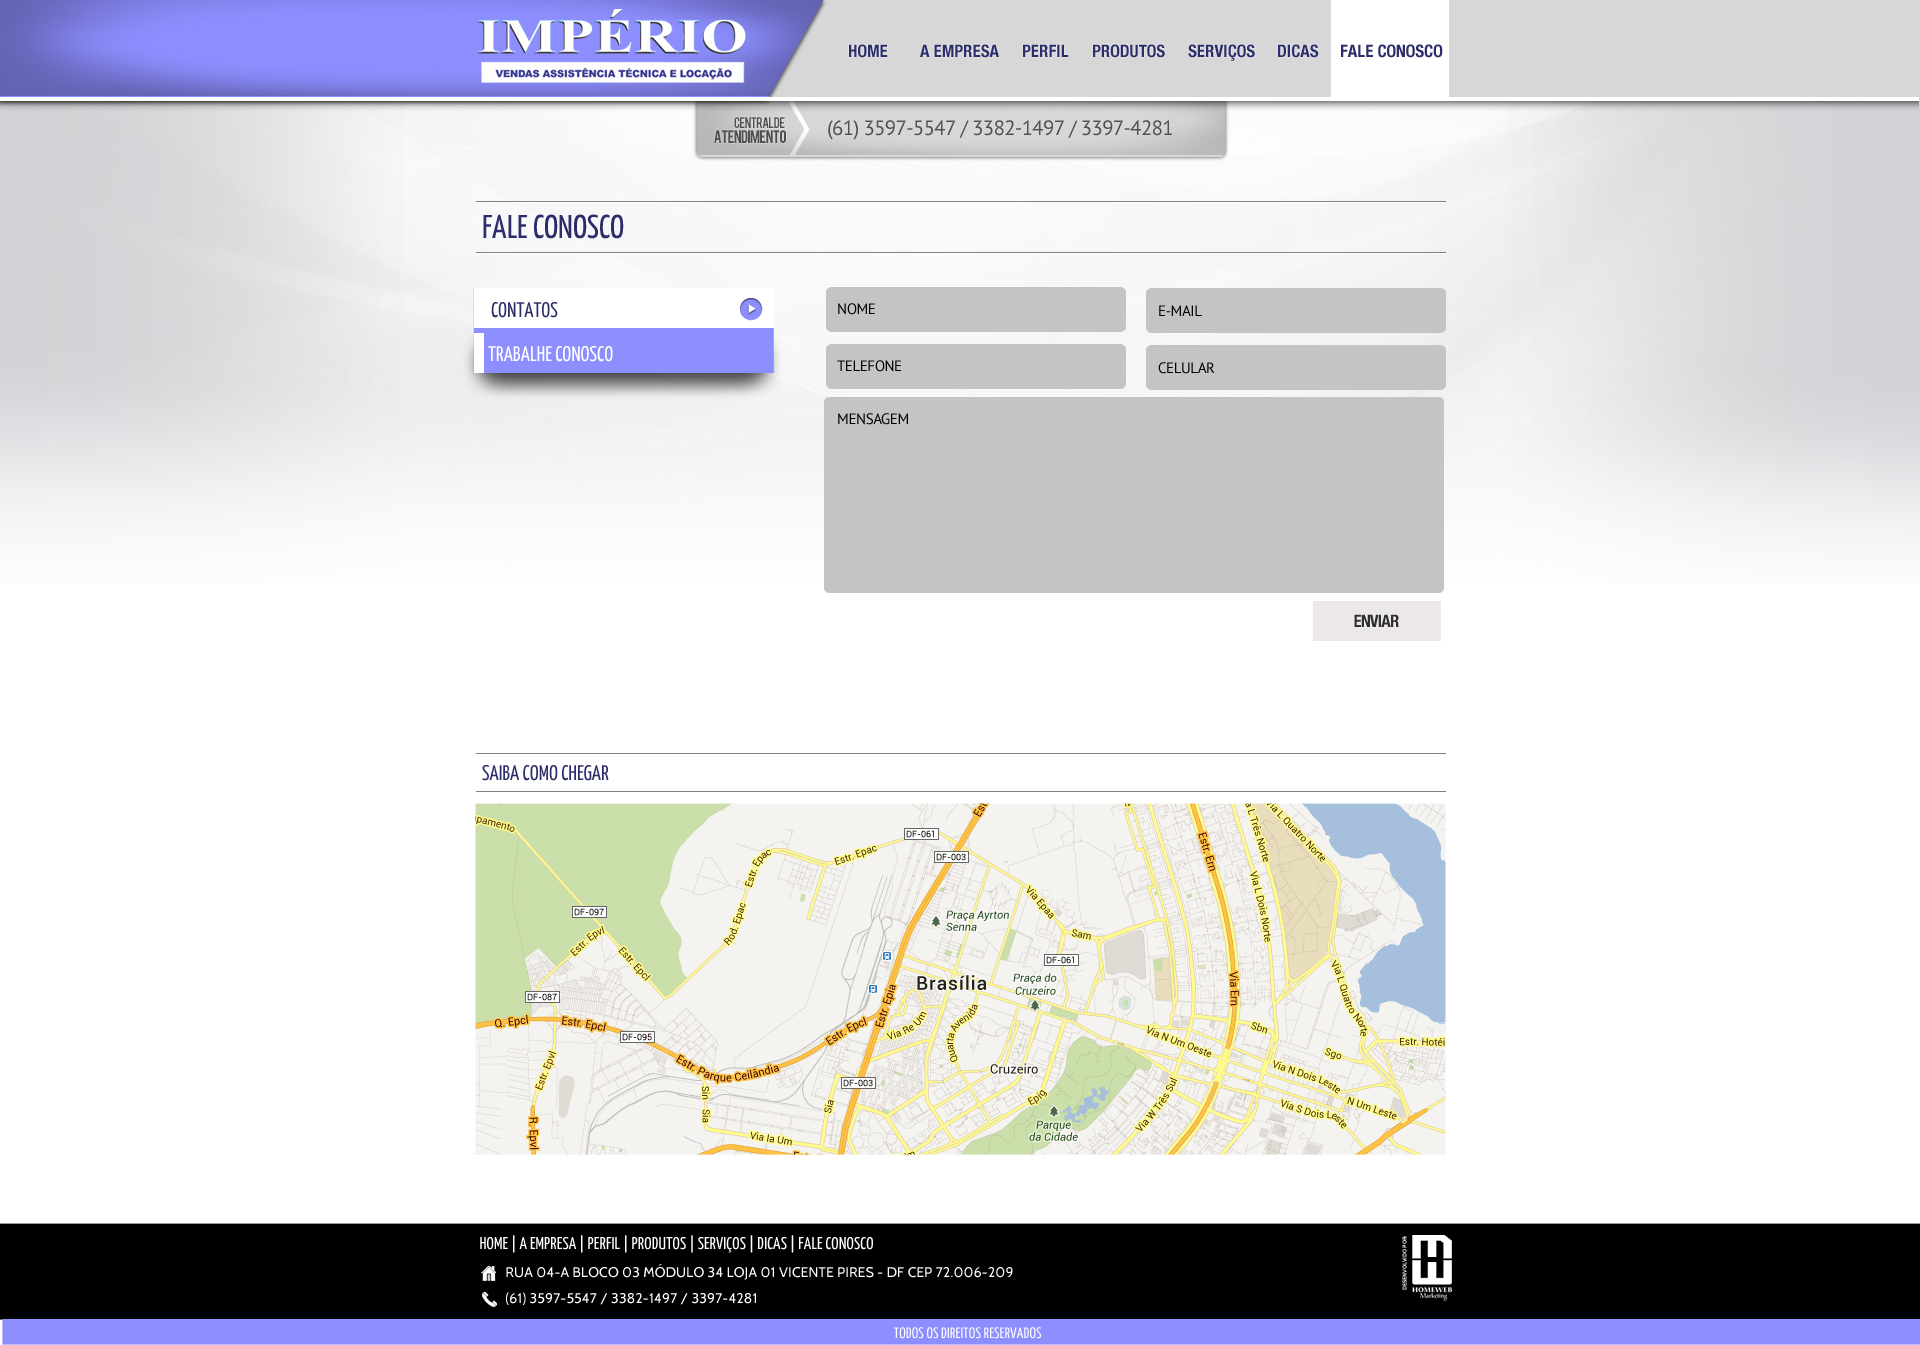 IMPÉRIO
VENDAS ASSISTÊNCIA TÉCNICA E LOCAÇÃO
HOME A EMPRESA PERFIL PRODUTOS SERVIÇOS DICAS FALE CONOSCO
CENTRALDE
ATENDIMENTO
(61) 3597-5547 / 3382-1497 / 3397-4281
FALE CONOSCO
CONTATOS
TRABALHE CONOSCO
NOME
E-MAIL
TELEFONE
CELULAR
MENSAGEM
ENVIAR
SAIBA COMO CHEGAR
pamento
DF-061
DF-003
Estr. Epac
Estr. Epac
Rod. Epac
DF-097
Estr. Epvl
Estr. Epcl
DF-087
Q. Epcl
Estr. Epcl
DF-095
Estr. Parque Ceilândia
Estr. Epcl
Estr. Epia
Est
Praça Ayrton
Senna
Via Epaa
Sam
DF-061
Brasília
Praça do
Cruzeiro
Via Re Um
Quarta Avenida
Cruzeiro
DF-003
Sia
Sin
Sia
Via Ia Um
Estr. Epvl
R. Epvl
Epig
Parque
da Cidade
Via W Três Sul
Via N Um Oeste
Estr. Ern
Via Ern
Via L Três Norte
Via L Dois Norte
Via L Quatro Norte
Via L Quatro Norte
Sbn
Sgo
Estr. Hotéi
Via N Dois Leste
N Um Leste
Via S Dois Leste
HOME | A EMPRESA | PERFIL | PRODUTOS | SERVIÇOS | DICAS | FALE CONOSCO
RUA 04-A BLOCO 03 MÓDULO 34 LOJA 01 VICENTE PIRES - DF CEP 72.006-209
(61) 3597-5547 / 3382-1497 / 3397-4281
DESENVOLVIDO POR
HOMEWEB
Marketing
TODOS OS DIREITOS RESERVADOS